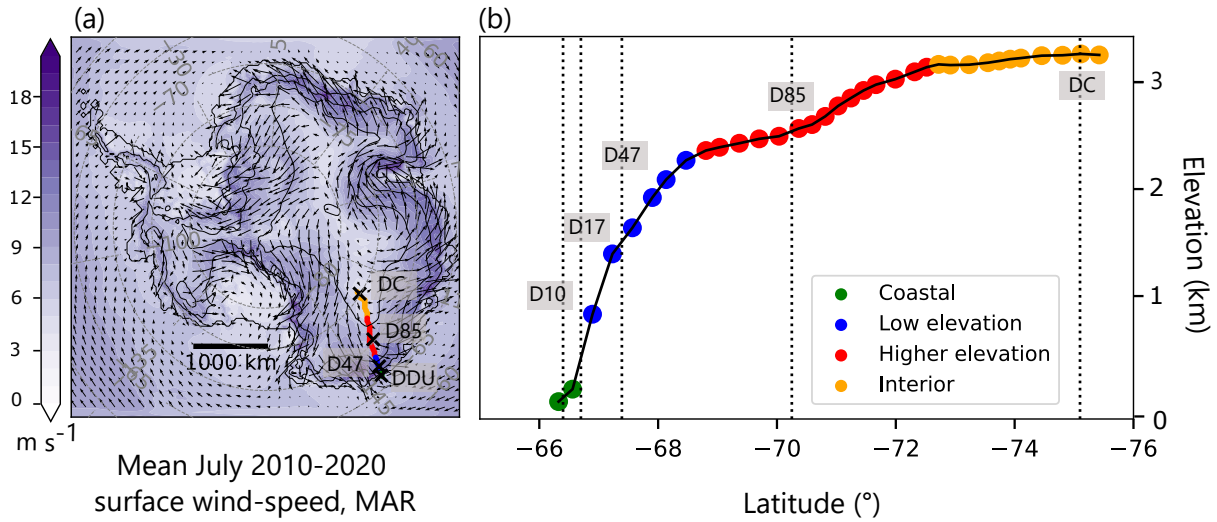 (a)
(b)
18
15
12
9
6
3
0
m s⁻¹
DC
D85
D47
DDU
1000 km
Mean July 2010-2020
surface wind-speed, MAR
D10
D17
D47
D85
DC
Coastal
Low elevation
Higher elevation
Interior
3
2
1
0
Elevation (km)
−66
−68
−70
−72
−74
−76
Latitude (°)